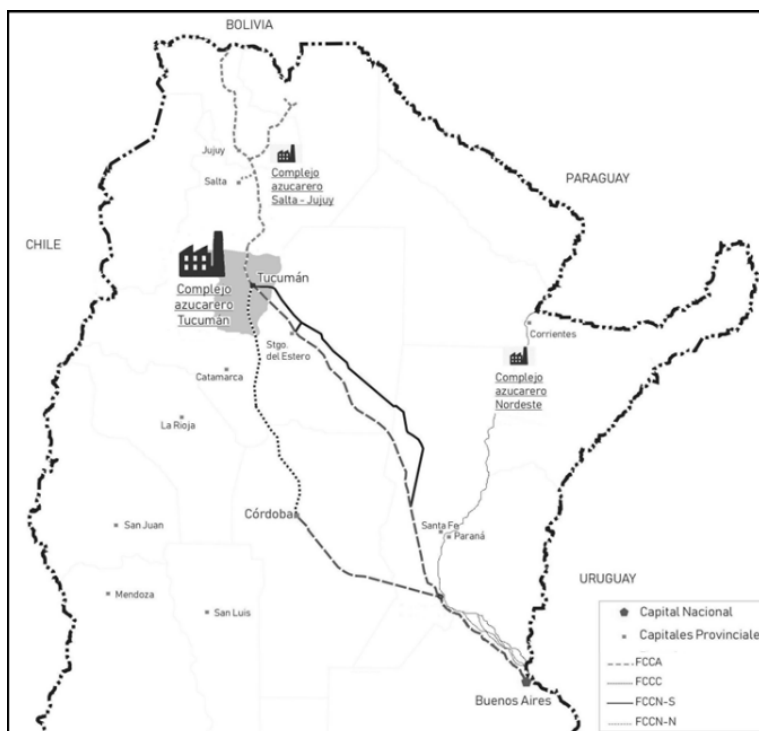 BOLIVIA
Jujuy
Complejo
azucarero
Salta - Jujuy
Salta
PARAGUAY
CHILE
Tucumán
Complejo
azucarero
Tucumán
Corrientes
Stgo.
del Estero
Complejo
azucarero
Nordeste
Catamarca
La Rioja
Córdoba
San Juan
Santa Fe
Paraná
URUGUAY
Mendoza
San Luis
Capital Nacional
Capitales Provinciale
FCCA
FCCC
Buenos Aires
FCCN-S
FCCN-N